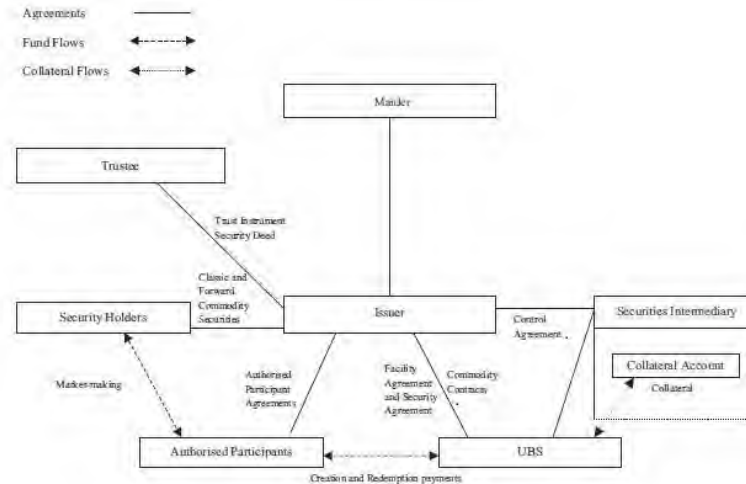 Agreements
Fund Flows
Collateral Flows
Trustee
Trust Instrument
Security Deed
Classic and
Forward
Commodity
Securities
Security Holders
Issuer
Securities Intermediary
Control
Agreement
Collateral Account
Collateral
Market-making
Authorised
Participant
Agreements
Facility
Agreement
and Security
Agreement
Commodity
Contracts
Authorised Participants
UBS
Creation and Redemption payments